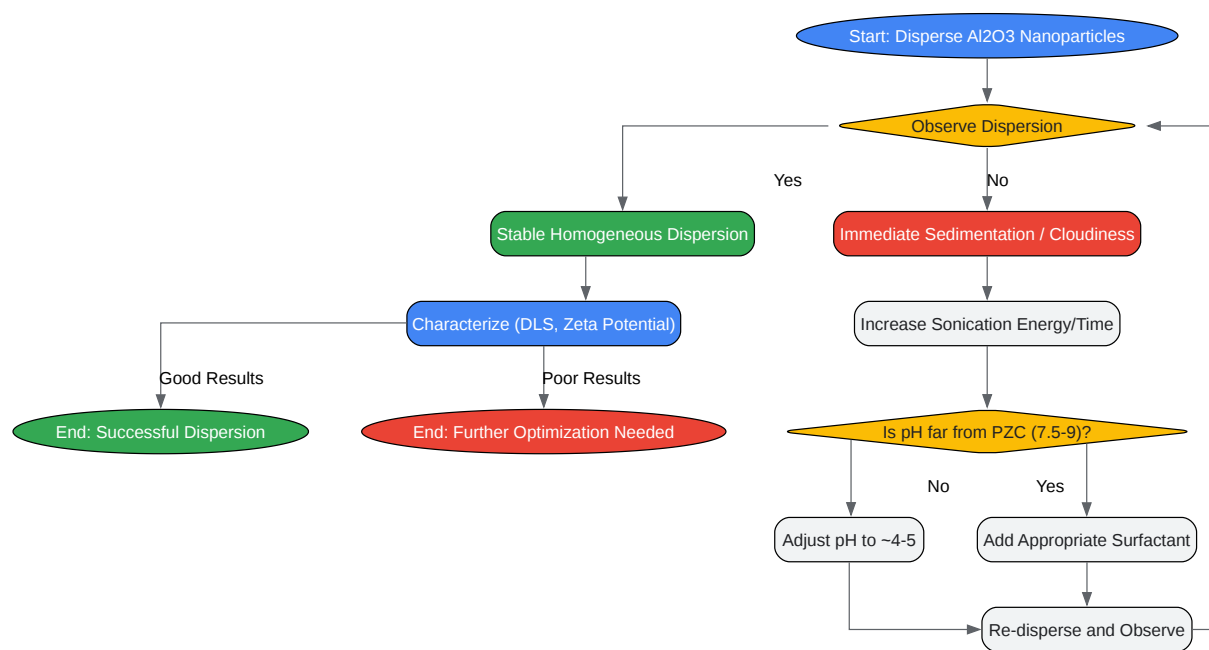 Start: Disperse Al2O3 Nanoparticles
Observe Dispersion
Yes
No
Stable Homogeneous Dispersion
Immediate Sedimentation / Cloudiness
Characterize (DLS, Zeta Potential)
Increase Sonication Energy/Time
Good Results
Poor Results
End: Successful Dispersion
End: Further Optimization Needed
Is pH far from PZC (7.5-9)?
No
Yes
Adjust pH to ~4-5
Add Appropriate Surfactant
Re-disperse and Observe